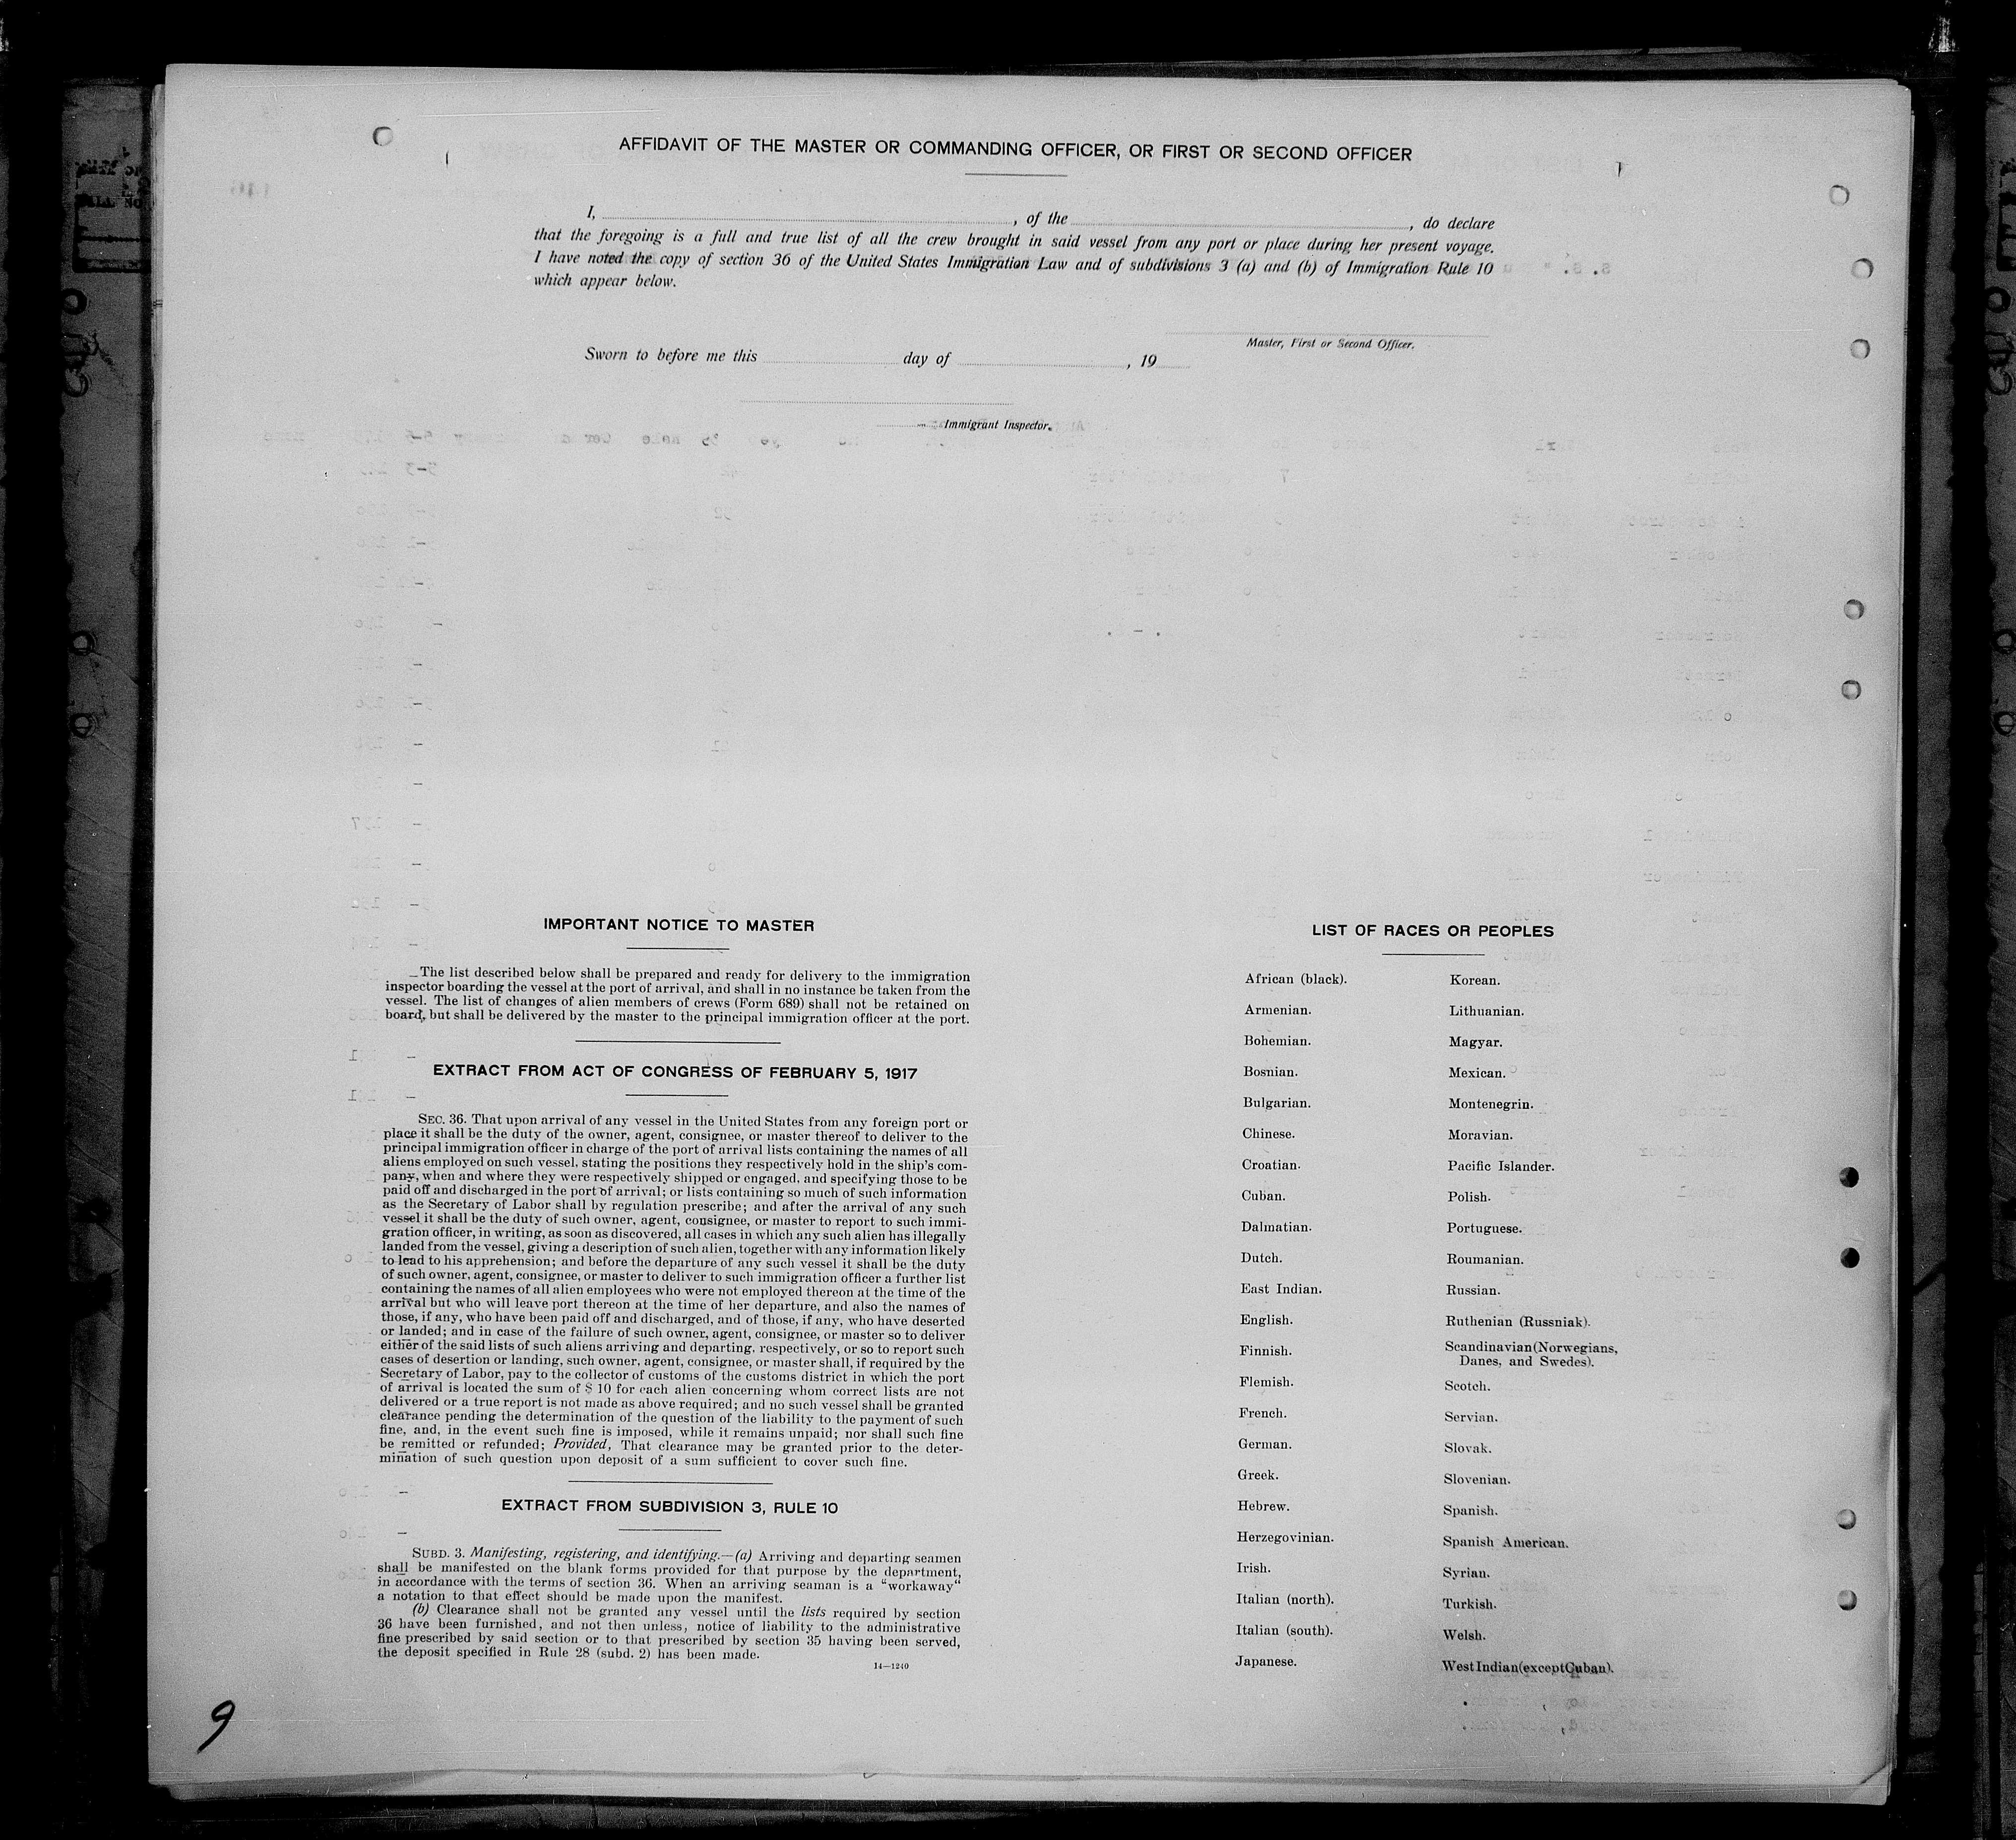 AFFIDAVIT OF THE MASTER OR COMMANDING OFFICER, OR FIRST OR SECOND OFFICER
I, , of the , do declare
that the foregoing is a full and true list of all the crew brought in said vessel from any port or place during her present voyage.
I have noted the copy of section 36 of the United States Immigration Law and of subdivisions 3 (a) and (b) of Immigration Rule 10
which appear below.
Master, First or Second Officer.
Sworn to before me this day of , 19
Immigrant Inspector.
IMPORTANT NOTICE TO MASTER
The list described below shall be prepared and ready for delivery to the immigration
inspector boarding the vessel at the port of arrival, and shall in no instance be taken from the
vessel. The list of changes of alien members of crews (Form 689) shall not be retained on
board, but shall be delivered by the master to the principal immigration officer at the port.
EXTRACT FROM ACT OF CONGRESS OF FEBRUARY 5, 1917
SEC. 36. That upon arrival of any vessel in the United States from any foreign port or
place it shall be the duty of the owner, agent, consignee, or master thereof to deliver to the
principal immigration officer in charge of the port of arrival lists containing the names of all
aliens employed on such vessel, stating the positions they respectively hold in the ship's com-
pany, when and where they were respectively shipped or engaged, and specifying those to be
paid off and discharged in the port of arrival; or lists containing so much of such information
as the Secretary of Labor shall by regulation prescribe; and after the arrival of any such
vessel it shall be the duty of such owner, agent, consignee, or master to report to such immi-
gration officer, in writing, as soon as discovered, all cases in which any such alien has illegally
landed from the vessel, giving a description of such alien, together with any information likely
to lead to his apprehension; and before the departure of any such vessel it shall be the duty
of such owner, agent, consignee, or master to deliver to such immigration officer a further list
containing the names of all alien employees who were not employed thereon at the time of the
arrival but who will leave port thereon at the time of her departure, and also the names of
those, if any, who have been paid off and discharged, and of those, if any, who have deserted
or landed; and in case of the failure of such owner, agent, consignee, or master so to deliver
either of the said lists of such aliens arriving and departing, respectively, or so to report such
cases of desertion or landing, such owner, agent, consignee, or master shall, if required by the
Secretary of Labor, pay to the collector of customs of the customs district in which the port
of arrival is located the sum of $ 10 for each alien concerning whom correct lists are not
delivered or a true report is not made as above required; and no such vessel shall be granted
clearance pending the determination of the question of the liability to the payment of such
fine, and, in the event such fine is imposed, while it remains unpaid; nor shall such fine
be remitted or refunded; Provided, That clearance may be granted prior to the deter-
mination of such question upon deposit of a sum sufficient to cover such fine.
EXTRACT FROM SUBDIVISION 3, RULE 10
SUBD. 3. Manifesting, registering, and identifying.—(a) Arriving and departing seamen
shall be manifested on the blank forms provided for that purpose by the department,
in accordance with the terms of section 36. When an arriving seaman is a "workaway"
a notation to that effect should be made upon the manifest.
(b) Clearance shall not be granted any vessel until the lists required by section
36 have been furnished, and not then unless, notice of liability to the administrative
fine prescribed by said section or to that prescribed by section 35 having been served,
the deposit specified in Rule 28 (subd. 2) has been made.
14—1240
LIST OF RACES OR PEOPLES
African (black).
Armenian.
Bohemian.
Bosnian.
Bulgarian.
Chinese.
Croatian.
Cuban.
Dalmatian.
Dutch.
East Indian.
English.
Finnish.
Flemish.
French.
German.
Greek.
Hebrew.
Herzegovinian.
Irish.
Italian (north).
Italian (south).
Japanese.
Korean.
Lithuanian.
Magyar.
Mexican.
Montenegrin.
Moravian.
Pacific Islander.
Polish.
Portuguese.
Roumanian.
Russian.
Ruthenian (Russniak).
Scandinavian (Norwegians,
Danes, and Swedes).
Scotch.
Servian.
Slovak.
Slovenian.
Spanish.
Spanish American.
Syrian.
Turkish.
Welsh.
West Indian (except Cuban).
9